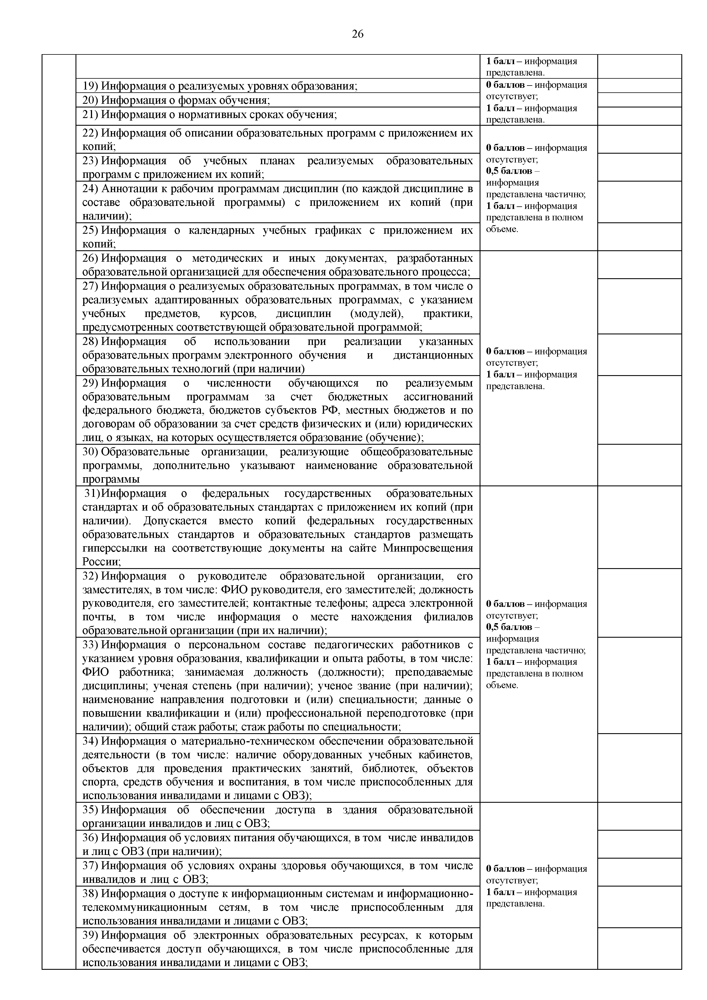 26
1 балл – информация
представлена.
19) Информация о реализуемых уровнях образования;
20) Информация о формах обучения;
21) Информация о нормативных сроках обучения;
0 баллов – информация
отсутствует;
1 балл – информация
представлена.
22) Информация об описании образовательных программ с приложением их
копий;
23) Информация об учебных планах реализуемых образовательных
программ с приложением их копий;
24) Аннотации к рабочим программам дисциплин (по каждой дисциплине в
составе образовательной программы) с приложением их копий (при
наличии);
25) Информация о календарных учебных графиках с приложением их
копий;
0 баллов – информация
отсутствует;
0,5 баллов –
информация
представлена частично;
1 балл – информация
представлена в полном
объеме.
26) Информация о методических и иных документах, разработанных
образовательной организацией для обеспечения образовательного процесса;
27) Информация о реализуемых образовательных программах, в том числе о
реализуемых адаптированных образовательных программах, с указанием
учебных предметов, курсов, дисциплин (модулей), практики,
предусмотренных соответствующей образовательной программой;
28) Информация об использовании при реализации указанных
образовательных программ электронного обучения и дистанционных
образовательных технологий (при наличии)
29) Информация о численности обучающихся по реализуемым
образовательным программам за счет бюджетных ассигнований
федерального бюджета, бюджетов субъектов РФ, местных бюджетов и по
договорам об образовании за счет средств физических и (или) юридических
лиц, о языках, на которых осуществляется образование (обучение);
30) Образовательные организации, реализующие общеобразовательные
программы, дополнительно указывают наименование образовательной
программы
0 баллов – информация
отсутствует;
1 балл – информация
представлена.
31)Информация о федеральных государственных образовательных
стандартах и об образовательных стандартах с приложением их копий (при
наличии). Допускается вместо копий федеральных государственных
образовательных стандартов и образовательных стандартов размещать
гиперссылки на соответствующие документы на сайте Минпросвещения
России;
32) Информация о руководителе образовательной организации, его
заместителях, в том числе: ФИО руководителя, его заместителей; должность
руководителя, его заместителей; контактные телефоны; адреса электронной
почты, в том числе информация о месте нахождения филиалов
образовательной организации (при их наличии);
33) Информация о персональном составе педагогических работников с
указанием уровня образования, квалификации и опыта работы, в том числе:
ФИО работника; занимаемая должность (должности); преподаваемые
дисциплины; ученая степень (при наличии); ученое звание (при наличии);
наименование направления подготовки и (или) специальности; данные о
повышении квалификации и (или) профессиональной переподготовке (при
наличии); общий стаж работы; стаж работы по специальности;
34) Информация о материально-техническом обеспечении образовательной
деятельности (в том числе: наличие оборудованных учебных кабинетов,
объектов для проведения практических занятий, библиотек, объектов
спорта, средств обучения и воспитания, в том числе приспособленных для
использования инвалидами и лицами с ОВЗ);
0 баллов – информация
отсутствует;
0,5 баллов –
информация
представлена частично;
1 балл – информация
представлена в полном
объеме.
35) Информация об обеспечении доступа в здания образовательной
организации инвалидов и лиц с ОВЗ;
36) Информация об условиях питания обучающихся, в том числе инвалидов
и лиц с ОВЗ (при наличии);
37) Информация об условиях охраны здоровья обучающихся, в том числе
инвалидов и лиц с ОВЗ;
38) Информация о доступе к информационным системам и информационно-
телекоммуникационным сетям, в том числе приспособленным для
использования инвалидами и лицами с ОВЗ;
39) Информация об электронных образовательных ресурсах, к которым
обеспечивается доступ обучающихся, в том числе приспособленные для
использования инвалидами и лицами с ОВЗ;
0 баллов – информация
отсутствует;
1 балл – информация
представлена.